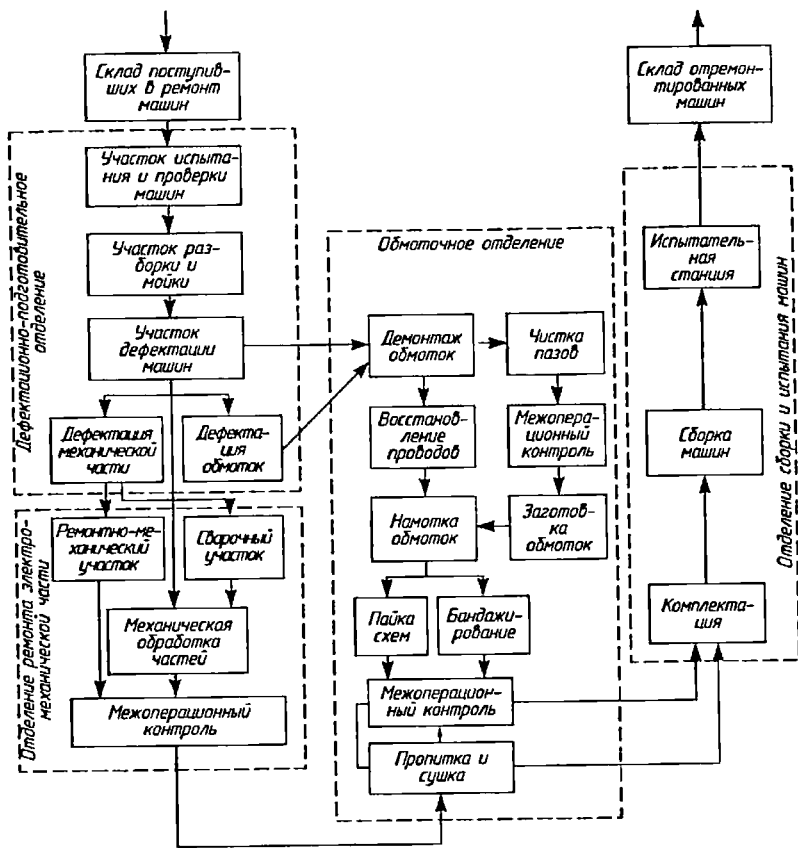 Склад поступив-
ших в ремонт
машин
Дефектационно-подготовительное
отделение
Участок испыта-
ния и проверки
машин
Участок раз-
борки и
мойки
Участок
дефектации
машин
Дефектация
механической
части
Дефекта-
ция
обмоток
Отделение ремонта электро-
механической части
Ремонтно-ме-
ханический
участок
Сварочный
участок
Механическая
обработка
частей
Межоперационный
контроль
Обмоточное отделение
Демонтаж
обмоток
Чистка
пазов
Восстанов-
ление
проводов
Межопера-
ционный
контроль
Намотка
обмоток
Заготов-
ка
обмоток
Пайка
схем
Бандажи-
рование
Межоперацион-
ный контроль
Пропитка и
сушка
Склад отремон-
тированных
машин
Отделение сборки и испытания машин
Испытатель-
ная
станция
Сборка
машин
Комплекта-
ция